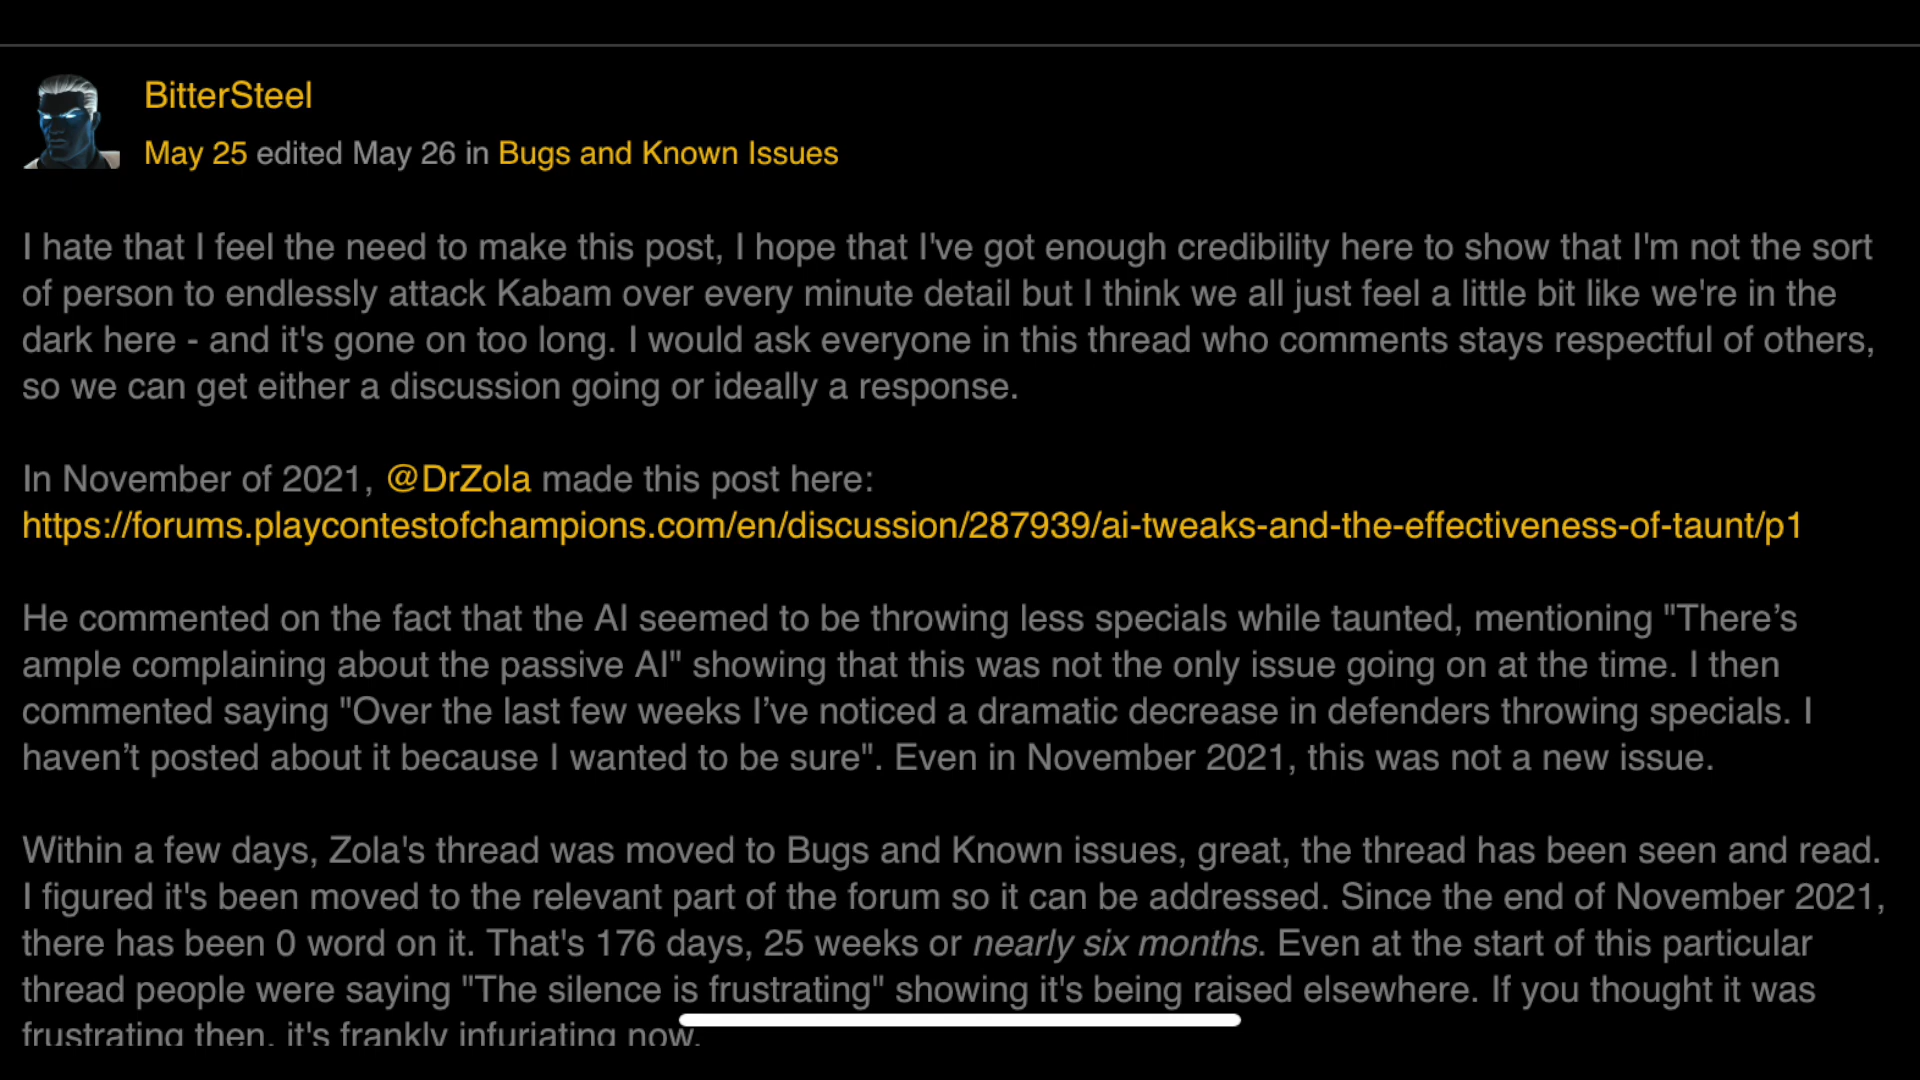 BitterSteel
May 25 edited May 26 in Bugs and Known Issues
I hate that I feel the need to make this post, I hope that I've got enough credibility here to show that I'm not the sort
of person to endlessly attack Kabam over every minute detail but I think we all just feel a little bit like we're in the
dark here - and it's gone on too long. I would ask everyone in this thread who comments stays respectful of others,
so we can get either a discussion going or ideally a response.
In November of 2021, @DrZola made this post here:
https://forums.playcontestofchampions.com/en/discussion/287939/ai-tweaks-and-the-effectiveness-of-taunt/p1
He commented on the fact that the AI seemed to be throwing less specials while taunted, mentioning "There’s
ample complaining about the passive AI" showing that this was not the only issue going on at the time. I then
commented saying "Over the last few weeks I’ve noticed a dramatic decrease in defenders throwing specials. I
haven’t posted about it because I wanted to be sure". Even in November 2021, this was not a new issue.
Within a few days, Zola's thread was moved to Bugs and Known issues, great, the thread has been seen and read.
I figured it's been moved to the relevant part of the forum so it can be addressed. Since the end of November 2021,
there has been 0 word on it. That's 176 days, 25 weeks or nearly six months. Even at the start of this particular
thread people were saying "The silence is frustrating" showing it's being raised elsewhere. If you thought it was
frustrating then, it's frankly infuriating now.